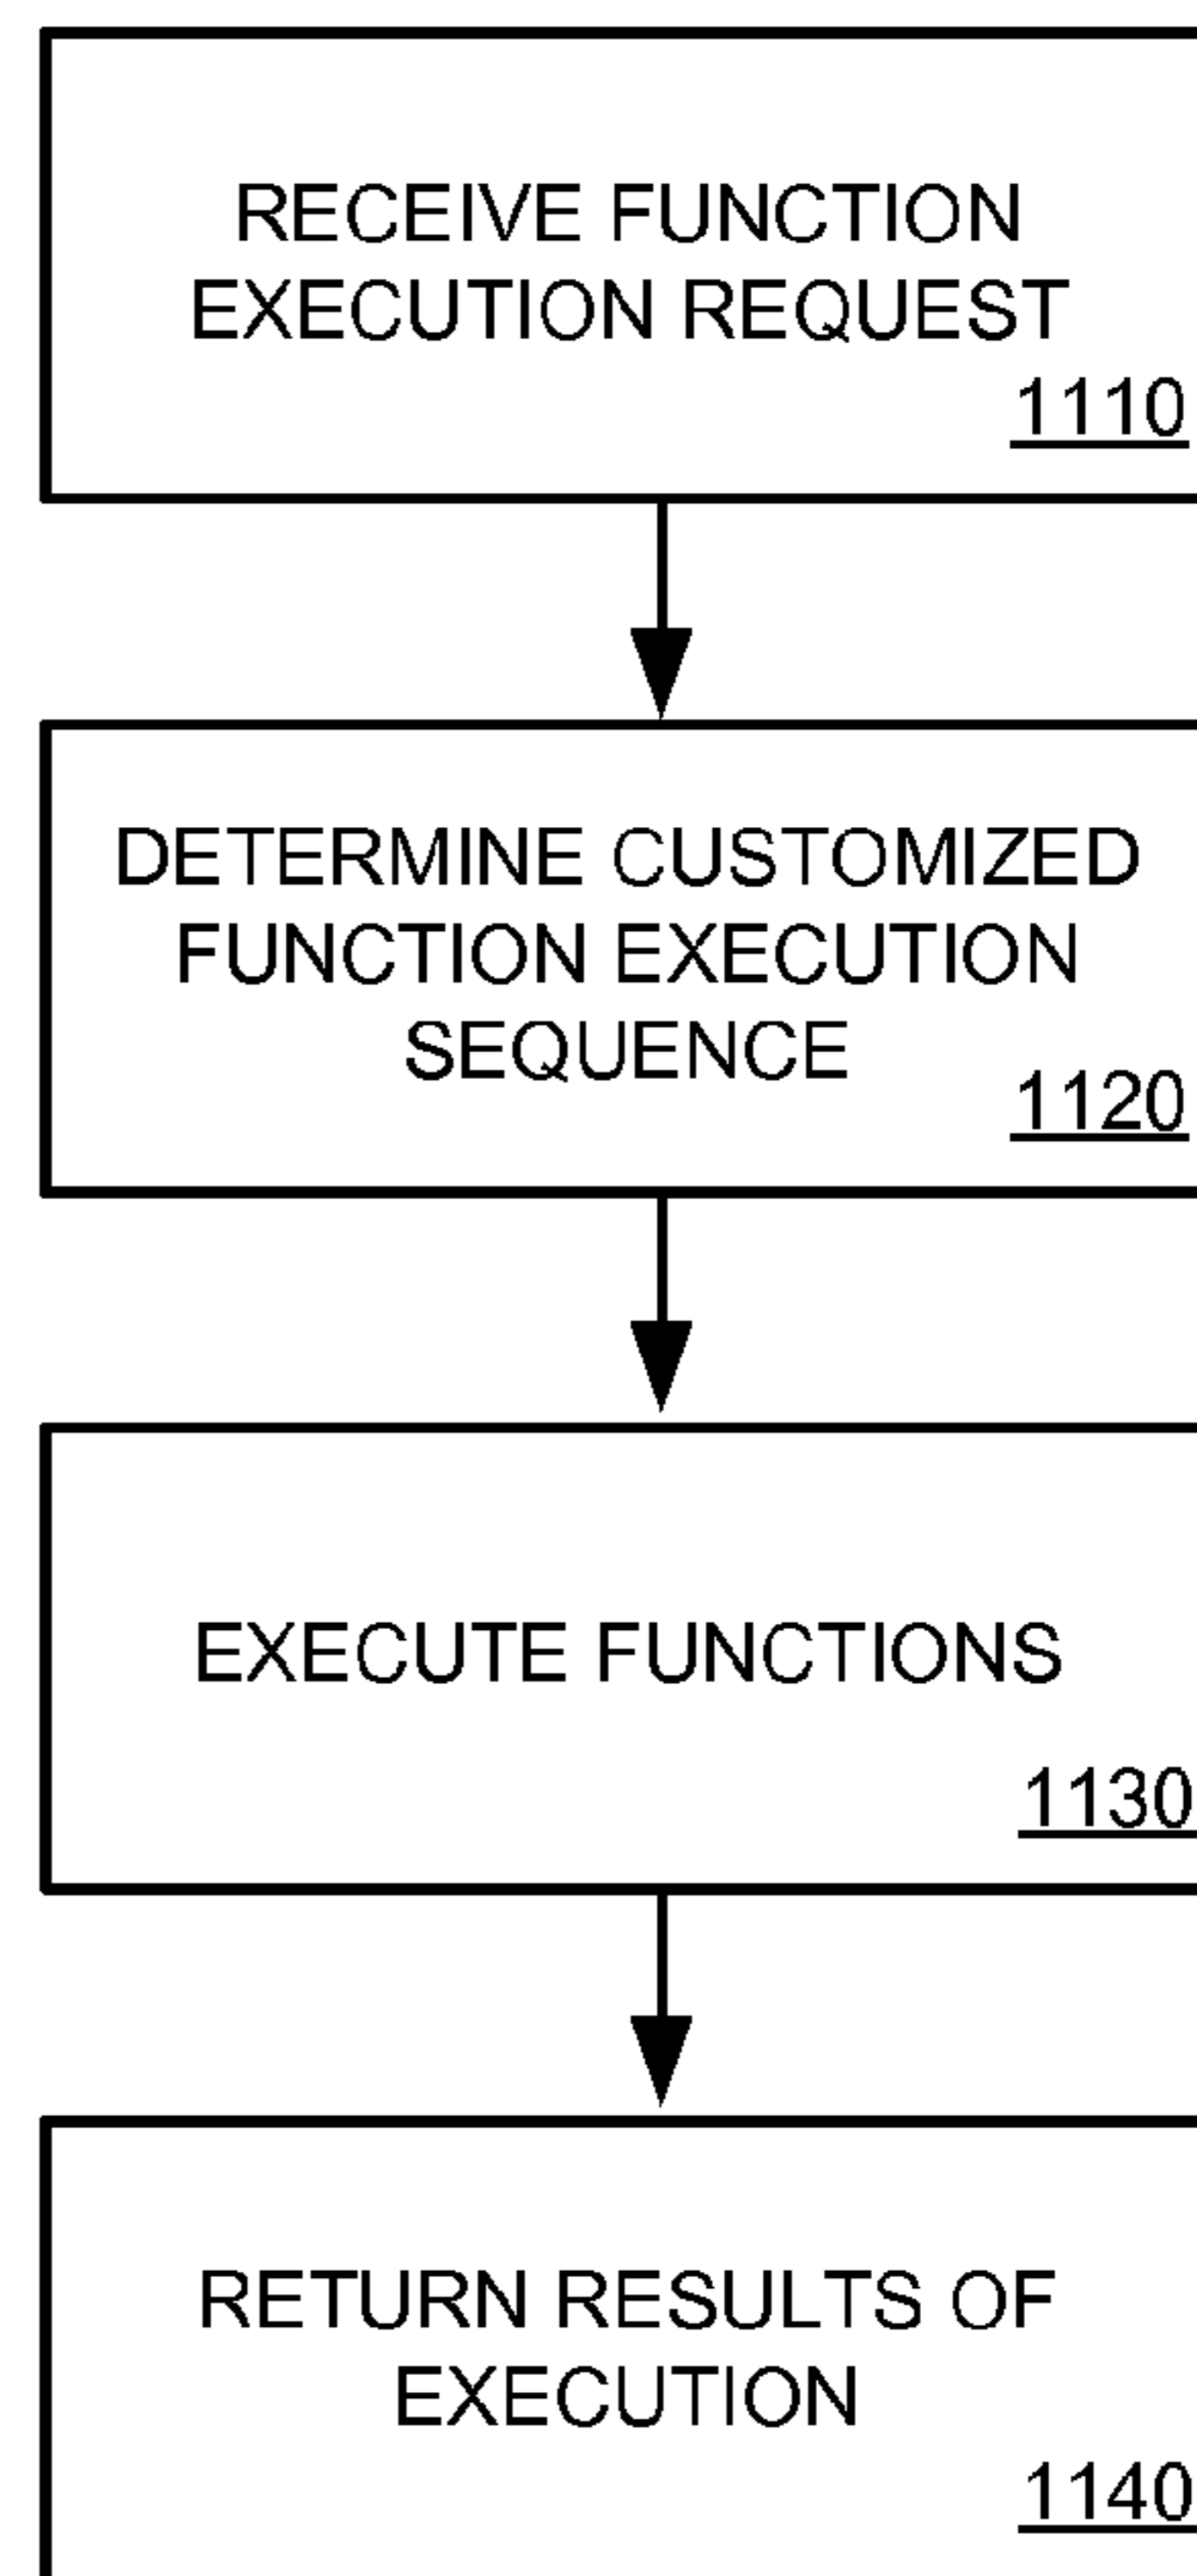 RECEIVE FUNCTION
EXECUTION REQUEST
1110
DETERMINE CUSTOMIZED
FUNCTION EXECUTION
SEQUENCE
1120
EXECUTE FUNCTIONS
1130
RETURN RESULTS OF
EXECUTION
1140